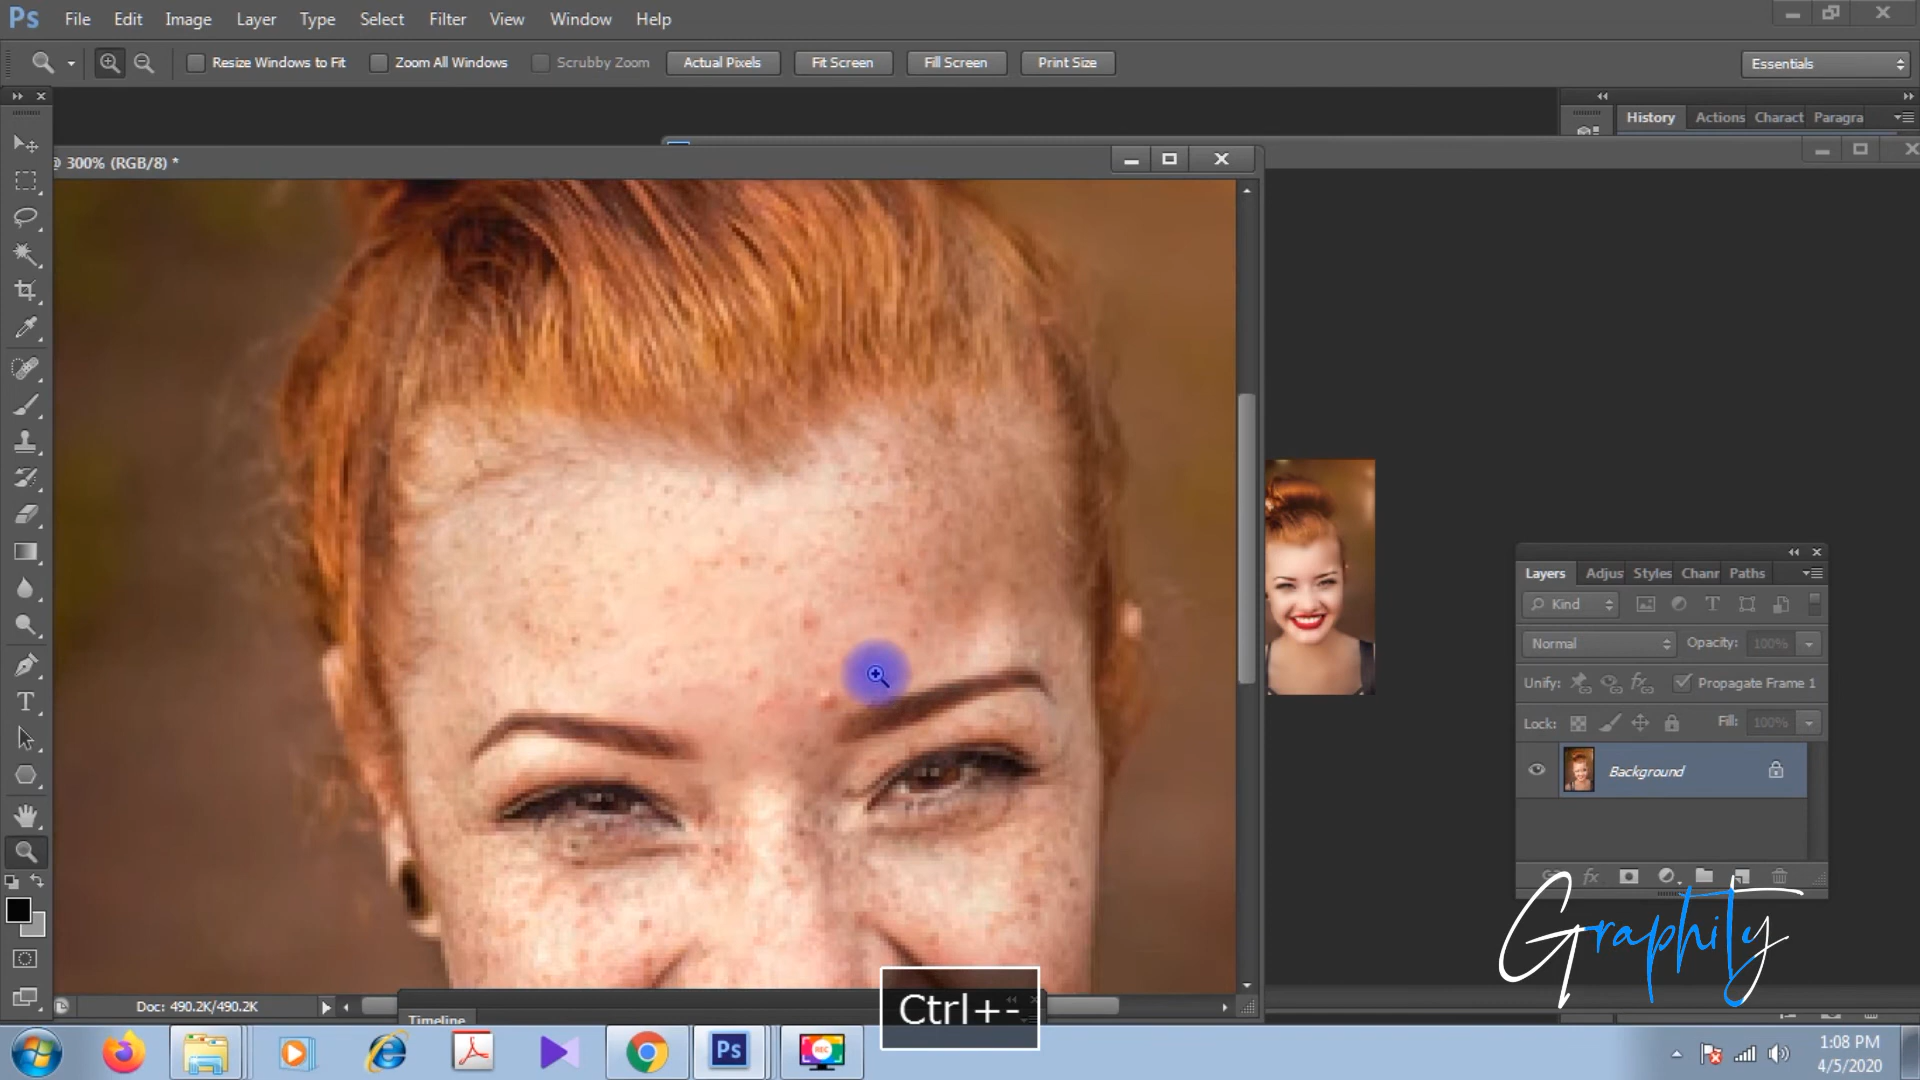 Ps File Edit Image Layer Type Select Filter View Window Help
Resize Windows to Fit Zoom All Windows Scrubby Zoom Actual Pixels Fit Screen Fill Screen Print Size Essentials
History Actions Charact Paragra
@ 300% (RGB/8) *
Layers Adjus Styles Chann Paths
Kind
Normal Opacity: 100%
Unify: Propagate Frame 1
Lock: Fill: 100%
Background
Graphity
Doc: 490.2K/490.2K
Timeline
Ctrl+-
Ps
REC
1:08 PM
4/5/2020